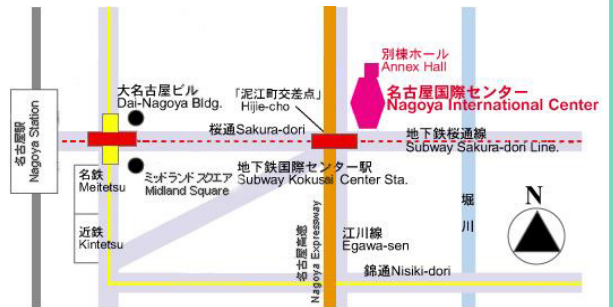 別棟ホール
Annex Hall
名古屋国際センター
Nagoya International Center
大名古屋ビル
Dai-Nagoya Bldg.
「泥江町交差点」
Hijie-cho
桜通Sakura-dori
地下鉄桜通線
Subway Sakura-dori Line.
名古屋駅
Nagoya Station
名鉄
Meitetsu
ミッドランドスクエア
Midland Square
地下鉄国際センター駅
Subway Kokusai Center Sta.
近鉄
Kintetsu
名古屋高速
Nagoya Expressway
江川線
Egawa-sen
堀川
N
錦通Nisiki-dori